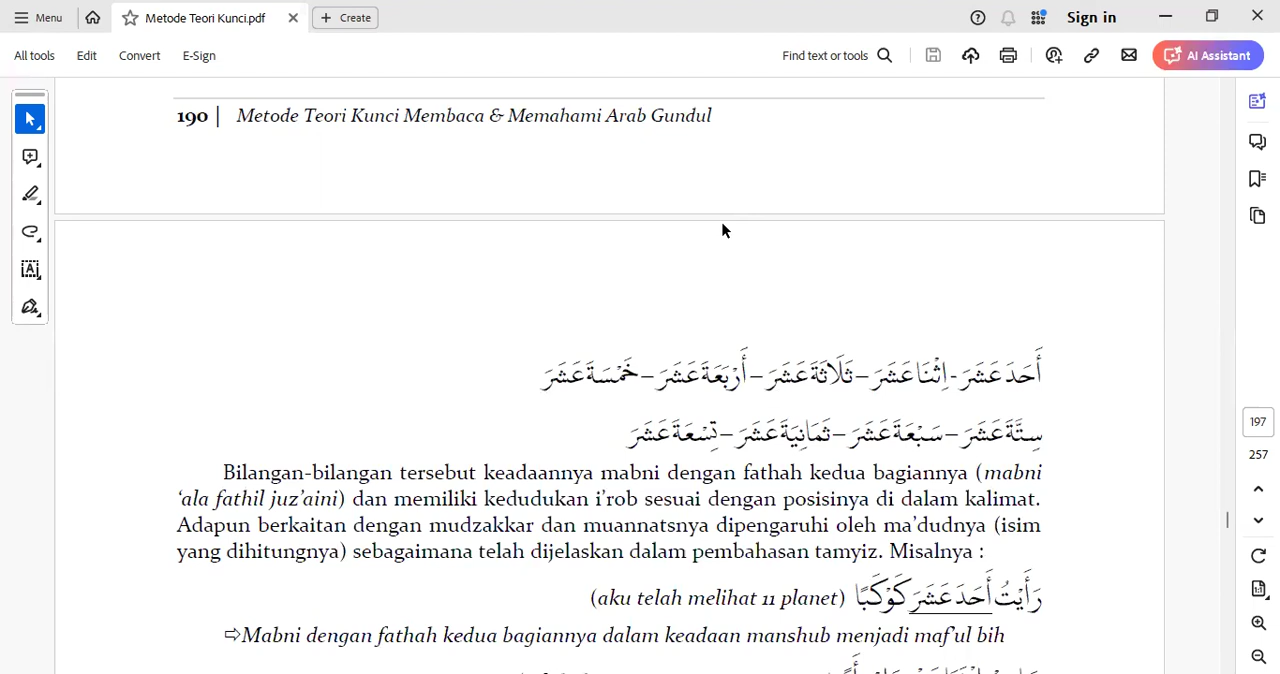 Menu
Metode Teori Kunci.pdf
Create
Sign in
All tools
Edit
Convert
E-Sign
Find text or tools
AI Assistant
190 | Metode Teori Kunci Membaca & Memahami Arab Gundul
أَحَدَ عَشَرَ - اِثْنَا عَشَرَ – ثَلَاثَةَ عَشَرَ – أَرْبَعَةَ عَشَرَ – خَمْسَةَ عَشَرَ
سِتَّةَ عَشَرَ – سَبْعَةَ عَشَرَ – ثَمَانِيَةَ عَشَرَ – تِسْعَةَ عَشَرَ
Bilangan-bilangan tersebut keadaannya mabni dengan fathah kedua bagiannya (mabni
‘ala fathil juz’aini) dan memiliki kedudukan i’rob sesuai dengan posisinya di dalam kalimat.
Adapun berkaitan dengan mudzakkar dan muannatsnya dipengaruhi oleh ma’dudnya (isim
yang dihitungnya) sebagaimana telah dijelaskan dalam pembahasan tamyiz. Misalnya :
رَأَيْتُ أَحَدَ عَشَرَ كَوْكَبًا (aku telah melihat 11 planet)
⇨Mabni dengan fathah kedua bagiannya dalam keadaan manshub menjadi maf’ul bih
197
257